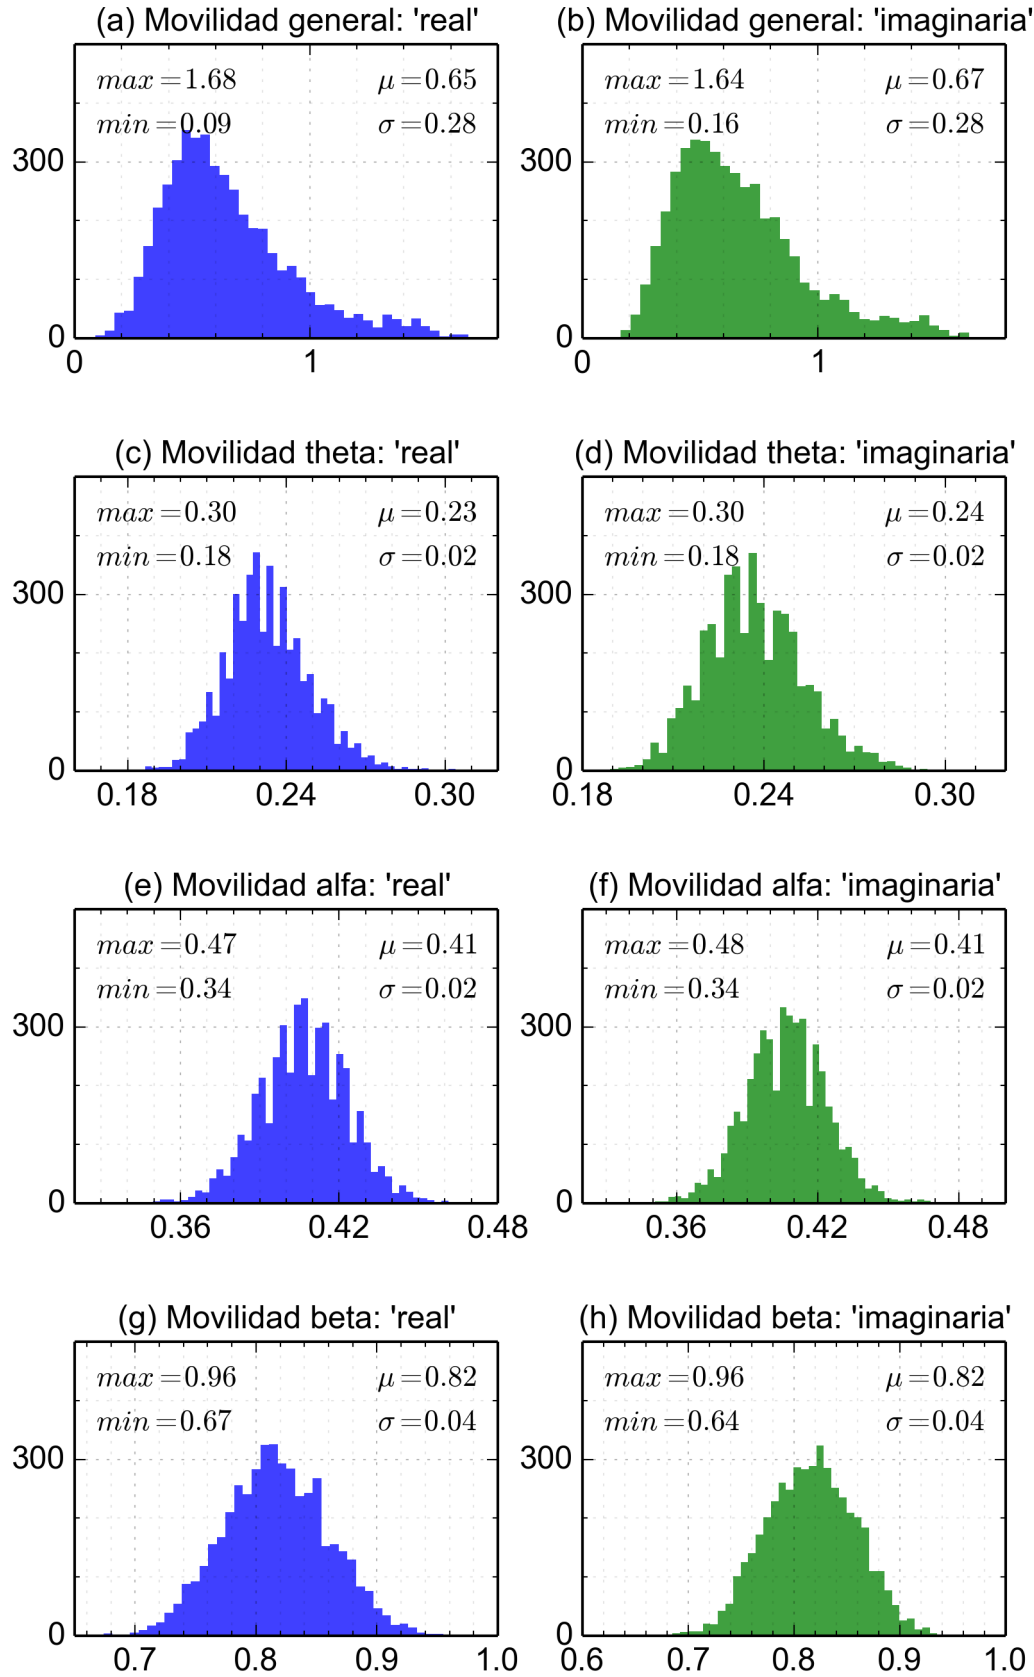 (a) Movilidad general: 'real'
max=1.68 μ=0.65
min=0.09 σ=0.28
300
0
0 1
(b) Movilidad general: 'imaginaria'
max=1.64 μ=0.67
min=0.16 σ=0.28
300
0
0 1
(c) Movilidad theta: 'real'
max=0.30 μ=0.23
min=0.18 σ=0.02
300
0
0.18 0.24 0.30
(d) Movilidad theta: 'imaginaria'
max=0.30 μ=0.24
min=0.18 σ=0.02
300
0
0.18 0.24 0.30
(e) Movilidad alfa: 'real'
max=0.47 μ=0.41
min=0.34 σ=0.02
300
0
0.36 0.42 0.48
(f) Movilidad alfa: 'imaginaria'
max=0.48 μ=0.41
min=0.34 σ=0.02
300
0
0.36 0.42 0.48
(g) Movilidad beta: 'real'
max=0.96 μ=0.82
min=0.67 σ=0.04
300
0
0.7 0.8 0.9 1.0
(h) Movilidad beta: 'imaginaria'
max=0.96 μ=0.82
min=0.64 σ=0.04
300
0
0.6 0.7 0.8 0.9 1.0